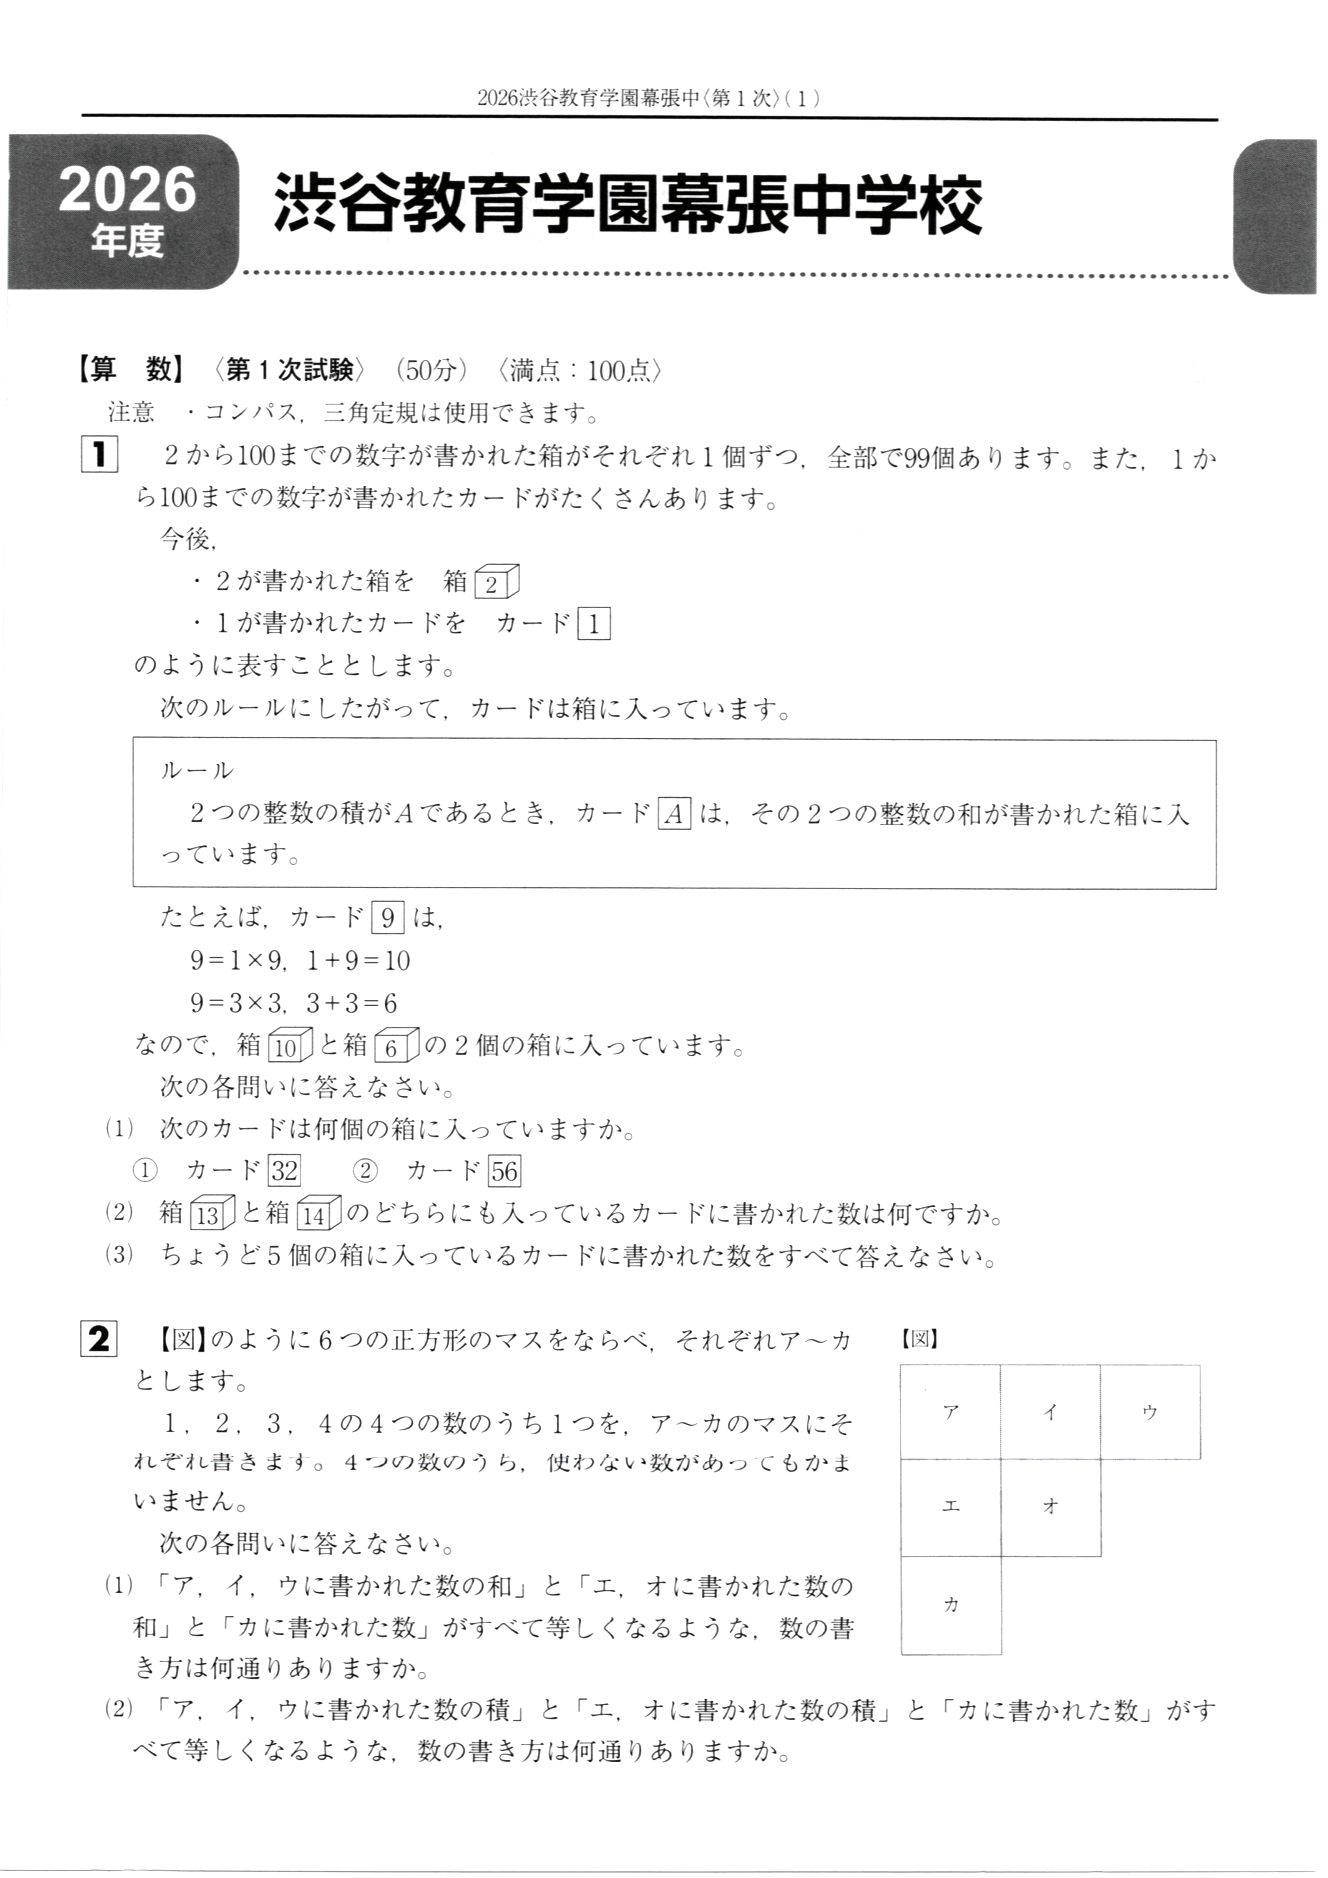 2026渋谷教育学園幕張中〈第1次〉(1)
2026
年度
渋谷教育学園幕張中学校
【算　数】〈第1次試験〉（50分）〈満点：100点〉
注意　・コンパス，三角定規は使用できます。
1　2から100までの数字が書かれた箱がそれぞれ1個ずつ，全部で99個あります。また，1か
ら100までの数字が書かれたカードがたくさんあります。
今後，
・2が書かれた箱を　箱2
・1が書かれたカードを　カード1
のように表すこととします。
次のルールにしたがって，カードは箱に入っています。
ルール
2つの整数の積がAであるとき，カードAは，その2つの整数の和が書かれた箱に入
っています。
たとえば，カード9は，
9＝1×9，1＋9＝10
9＝3×3，3＋3＝6
なので，箱10と箱6の2個の箱に入っています。
次の各問いに答えなさい。
(1)　次のカードは何個の箱に入っていますか。
①　カード32　②　カード56
(2)　箱13と箱14のどちらにも入っているカードに書かれた数は何ですか。
(3)　ちょうど5個の箱に入っているカードに書かれた数をすべて答えなさい。
2　【図】のように6つの正方形のマスをならべ，それぞれア～カ
とします。
1，2，3，4の4つの数のうち1つを，ア～カのマスにそ
れぞれ書きます。4つの数のうち，使わない数があってもかま
いません。
次の各問いに答えなさい。
(1)　「ア，イ，ウに書かれた数の和」と「エ，オに書かれた数の
和」と「カに書かれた数」がすべて等しくなるような，数の書
き方は何通りありますか。
(2)　「ア，イ，ウに書かれた数の積」と「エ，オに書かれた数の積」と「カに書かれた数」がす
べて等しくなるような，数の書き方は何通りありますか。
【図】
ア　イ　ウ
エ　オ
カ